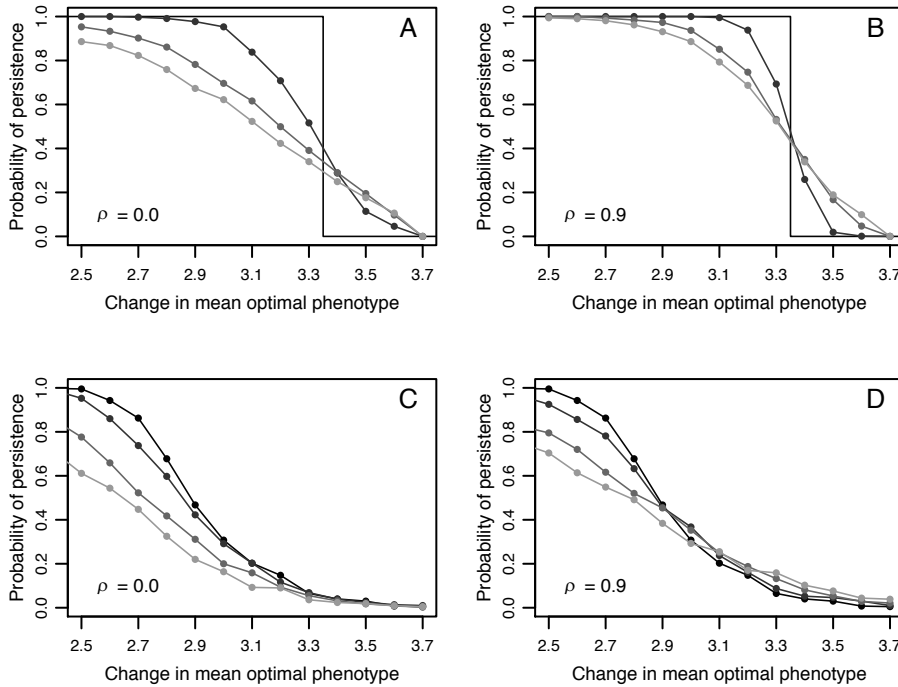 A
Probability of persistence
0.0 0.2 0.4 0.6 0.8 1.0
ρ = 0.0
2.5 2.7 2.9 3.1 3.3 3.5 3.7
Change in mean optimal phenotype
B
Probability of persistence
0.0 0.2 0.4 0.6 0.8 1.0
ρ = 0.9
2.5 2.7 2.9 3.1 3.3 3.5 3.7
Change in mean optimal phenotype
C
Probability of persistence
0.0 0.2 0.4 0.6 0.8 1.0
ρ = 0.0
2.5 2.7 2.9 3.1 3.3 3.5 3.7
Change in mean optimal phenotype
D
Probability of persistence
0.0 0.2 0.4 0.6 0.8 1.0
ρ = 0.9
2.5 2.7 2.9 3.1 3.3 3.5 3.7
Change in mean optimal phenotype